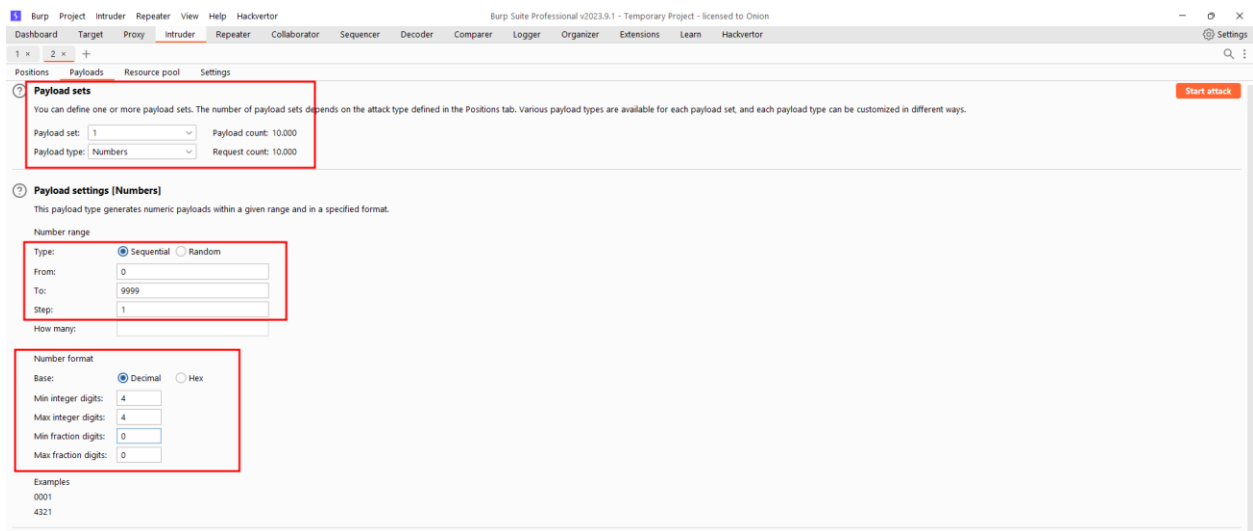 Burp Project Intruder Repeater View Help Hackvertor Burp Suite Professional v2023.9.1 - Temporary Project - licensed to Onion
Dashboard Target Proxy Intruder Repeater Collaborator Sequencer Decoder Comparer Logger Organizer Extensions Learn Hackvertor Settings
1 × 2 × +
Positions Payloads Resource pool Settings
? Payload sets Start attack
You can define one or more payload sets. The number of payload sets depends on the attack type defined in the Positions tab. Various payload types are available for each payload set, and each payload type can be customized in different ways.
Payload set: 1 Payload count: 10.000
Payload type: Numbers Request count: 10.000
? Payload settings [Numbers]
This payload type generates numeric payloads within a given range and in a specified format.
Number range
Type: Sequential Random
From: 0
To: 9999
Step: 1
How many:
Number format
Base: Decimal Hex
Min integer digits: 4
Max integer digits: 4
Min fraction digits: 0
Max fraction digits: 0
Examples
0001
4321